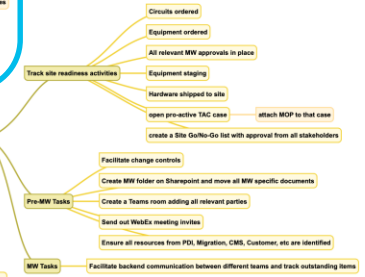 Circuits ordered
Equipment ordered
All relevant MW approvals in place
Track site readiness activities
Equipment staging
Hardware shipped to site
open pro-active TAC case
attach MOP to that case
create a Site Go/No-Go list with approval from all stakeholders
Facilitate change controls
Create MW folder on Sharepoint and move all MW specific documents
Pre-MW Tasks
Create a Teams room adding all relevant parties
Send out WebEx meeting invites
Ensure all resources from PDI, Migration, CMS, Customer, etc are identified
MW Tasks
Facilitate backend communication between different teams and track outstanding items